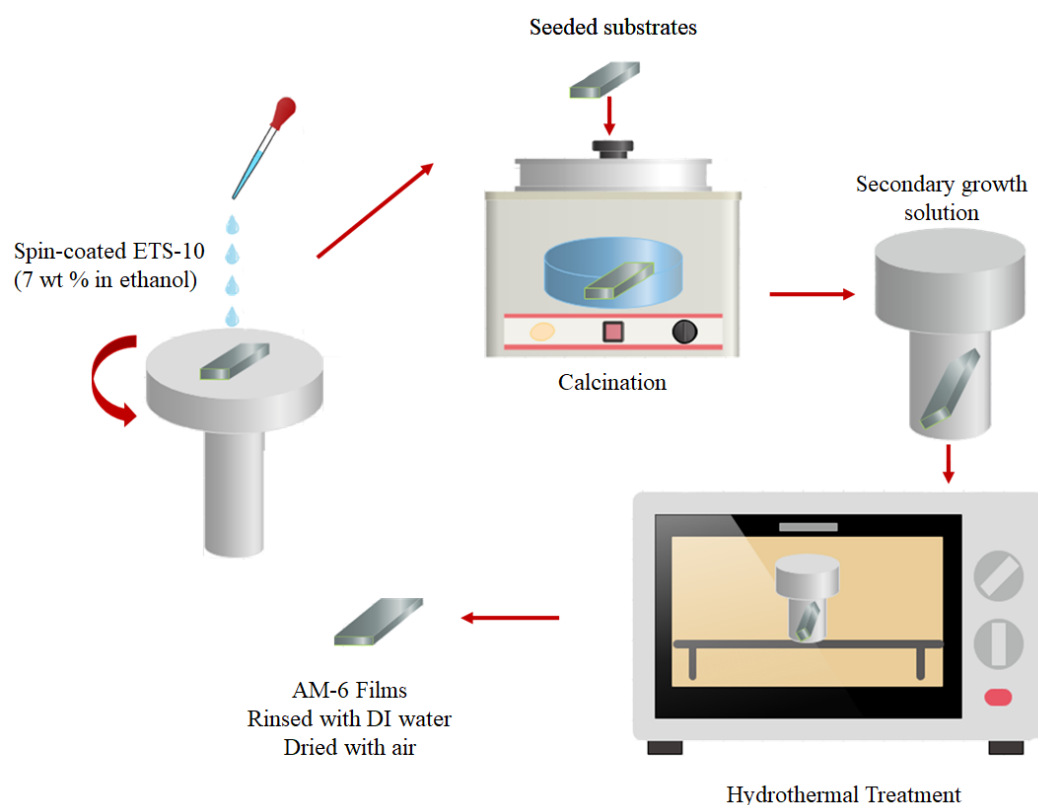 Seeded substrates
Spin-coated ETS-10
(7 wt % in ethanol)
Calcination
Secondary growth
solution
AM-6 Films
Rinsed with DI water
Dried with air
Hydrothermal Treatment